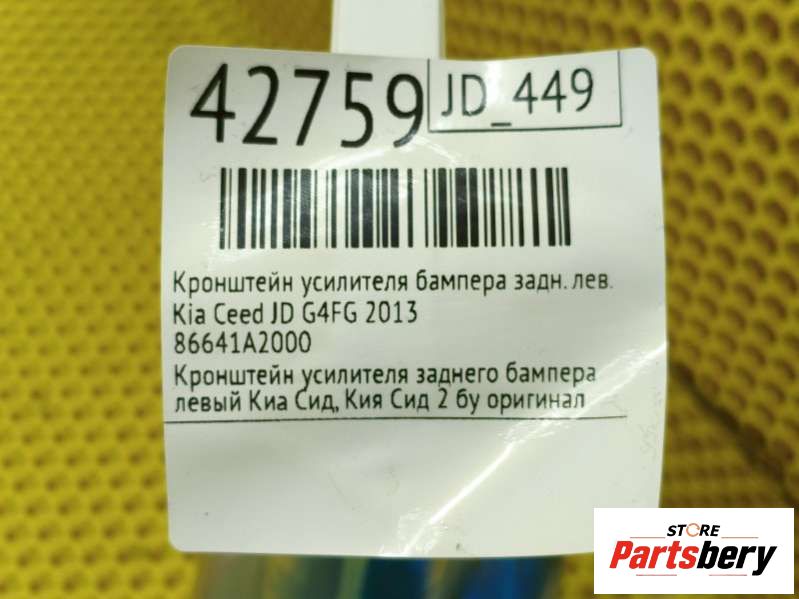 42759
JD_449
Кронштейн усилителя бампера задн. лев.
Kia Ceed JD G4FG 2013
86641A2000
Кронштейн усилителя заднего бампера
левый Киа Сид, Кия Сид 2 бу оригинал
STORE
Partsbery